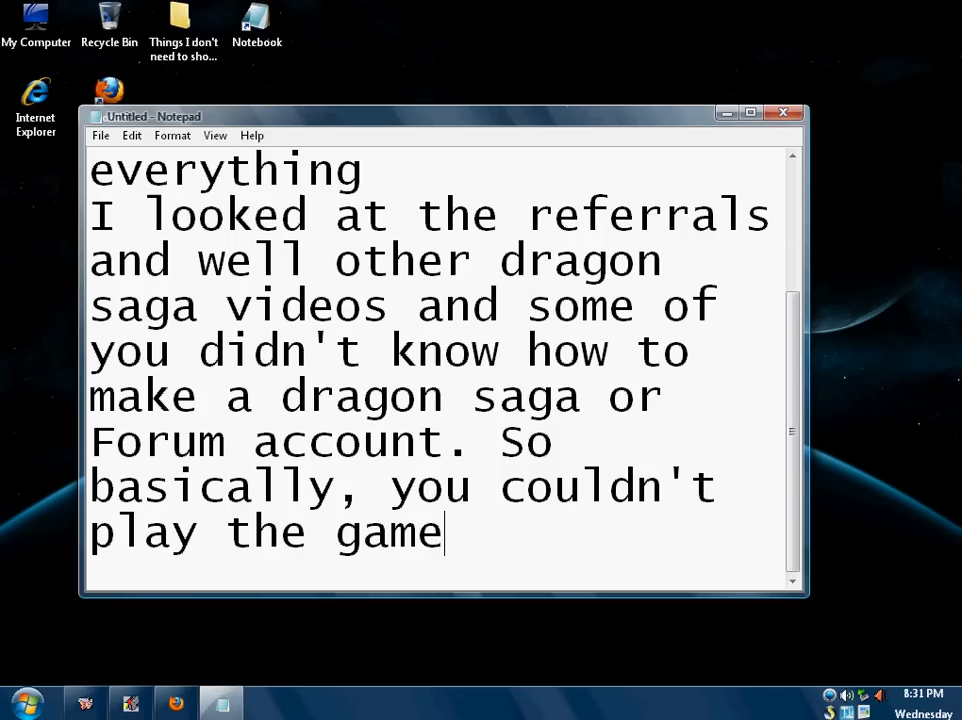 My Computer
Recycle Bin
Things I don't
need to sho...
Notebook
Internet
Explorer
Untitled - Notepad
File Edit Format View Help
everything
I looked at the referrals
and well other dragon
saga videos and some of
you didn't know how to
make a dragon saga or
Forum account. So
basically, you couldn't
play the game
8:31 PM
Wednesday